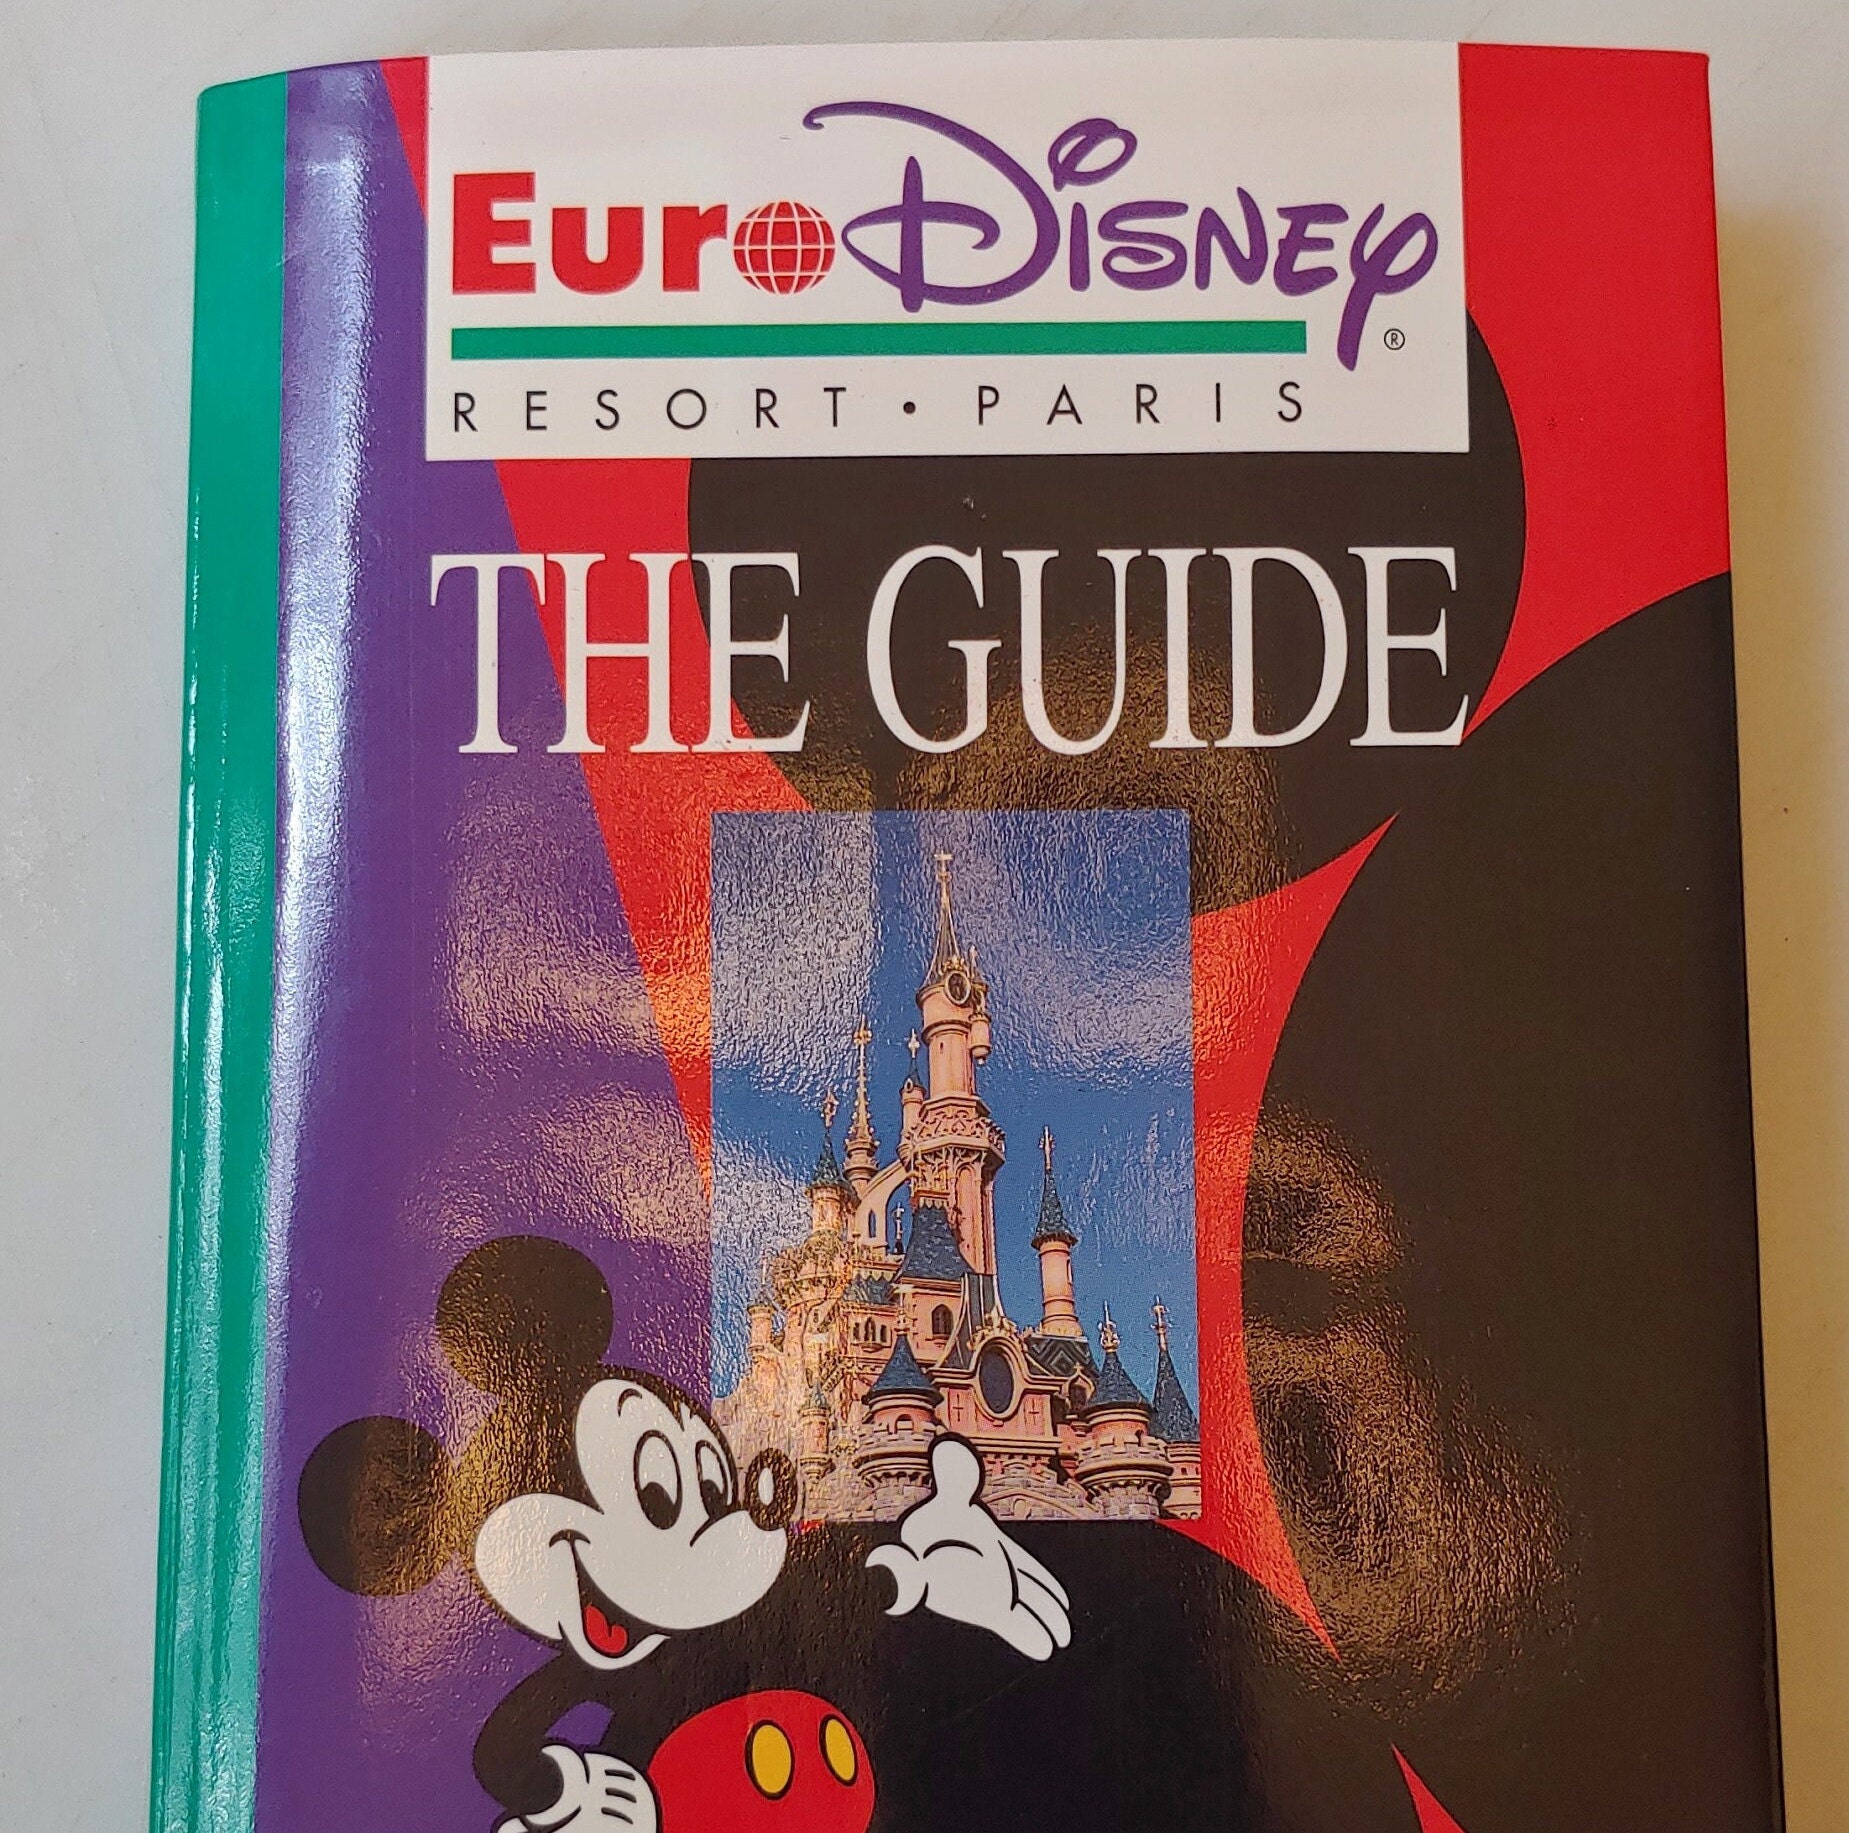 EuroDisney®
RESORT • PARIS
THE GUIDE